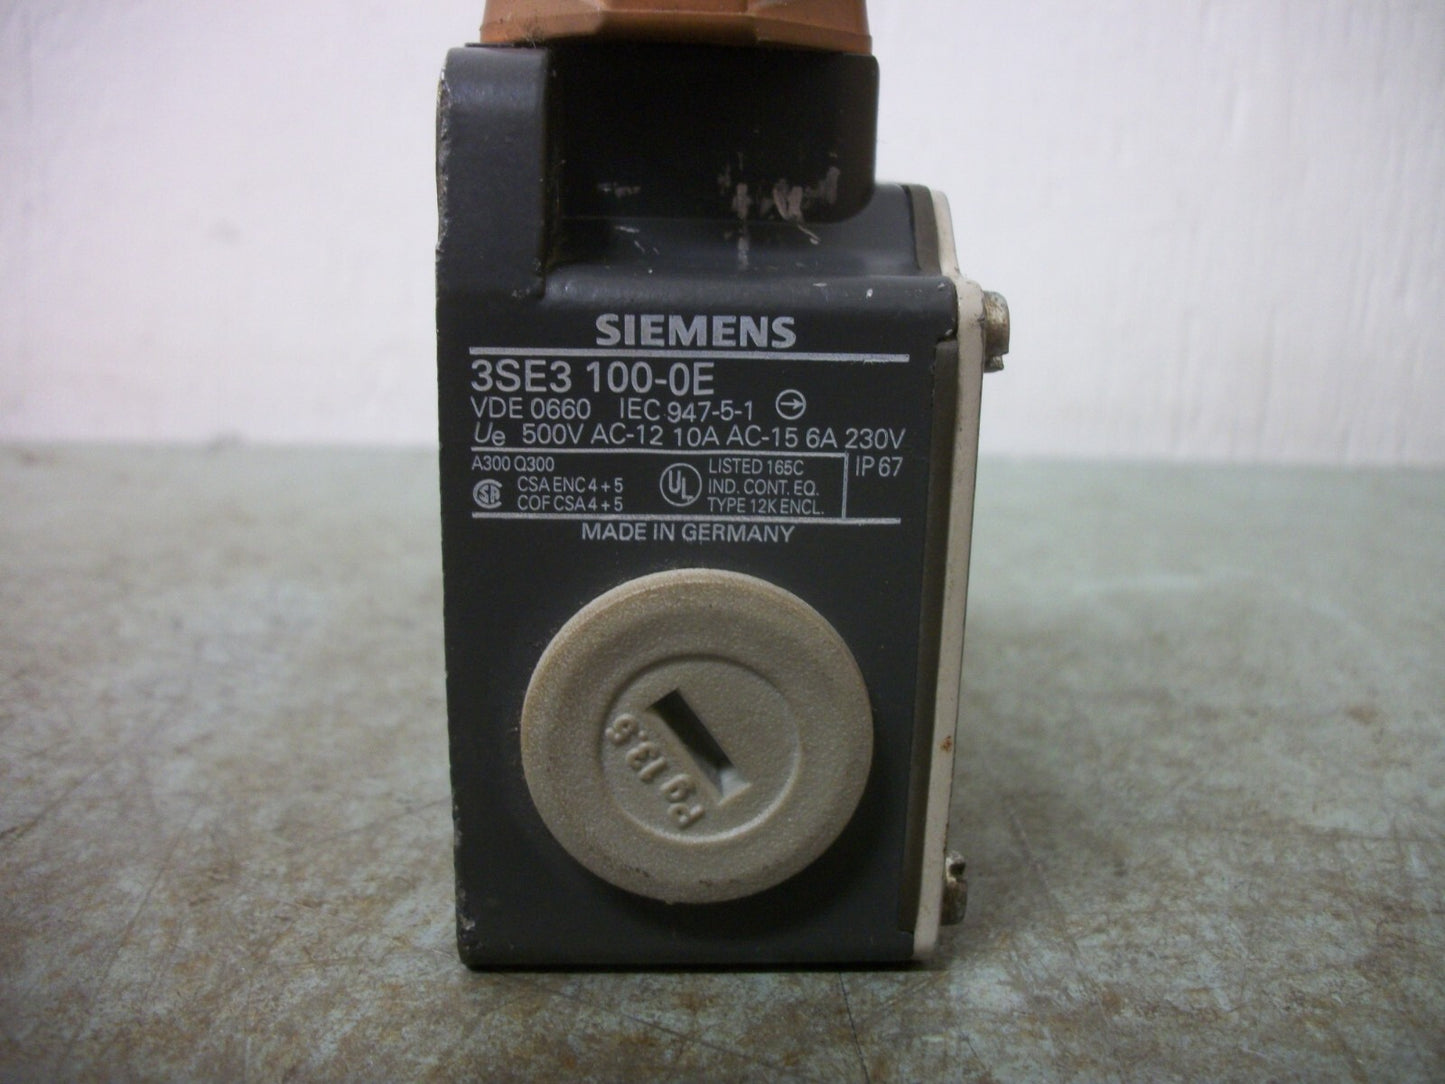 SIEMENS
3SE3 100-0E
VDE 0660 IEC 947-5-1
Ue 500V AC-12 10A AC-15 6A 230V
A300 Q300
CSA ENC 4+5
COF CSA 4+5
UL
LISTED 165C
IND. CONT. EQ.
TYPE 12K ENCL.
IP 67
MADE IN GERMANY
Pg 13.5